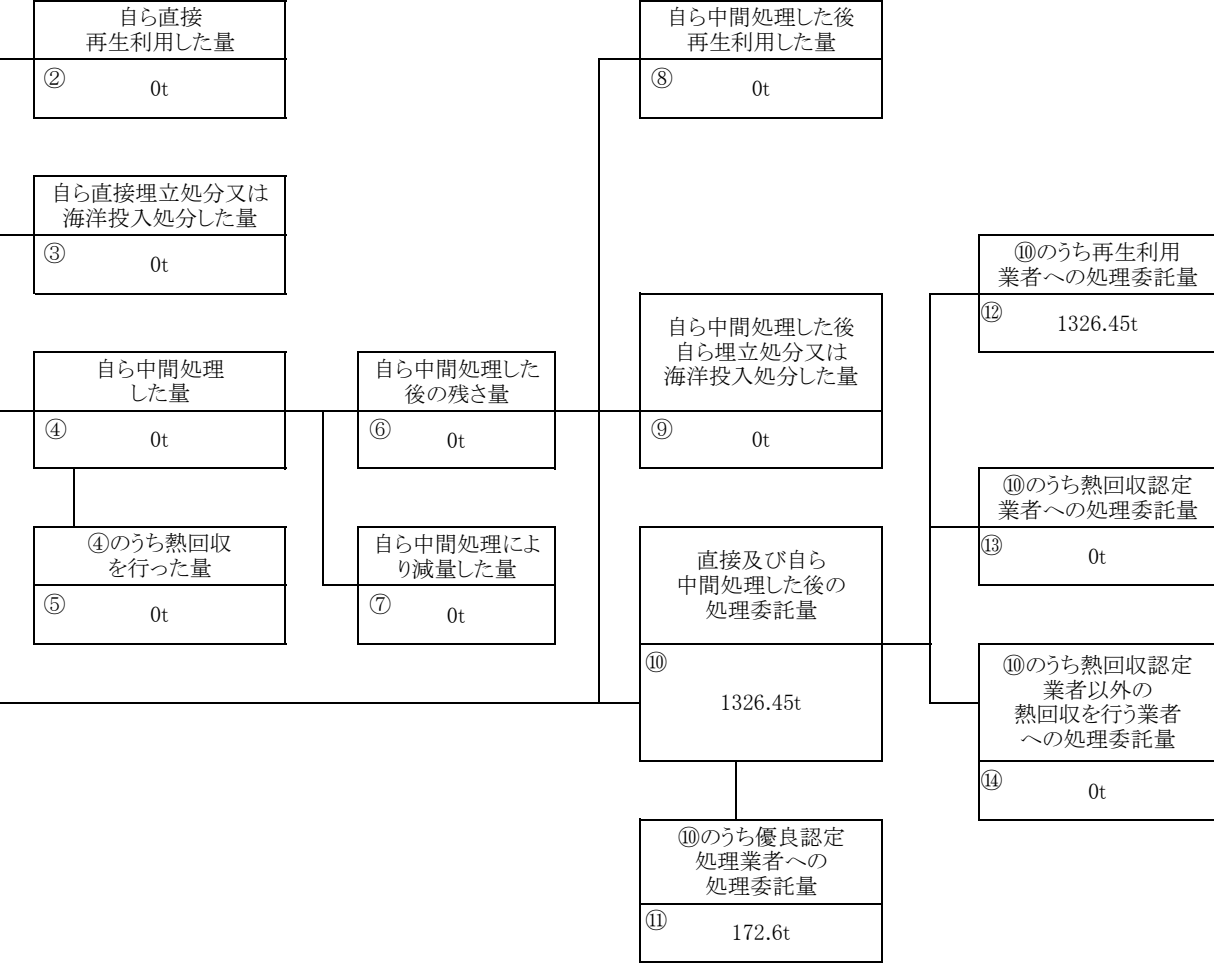 自ら直接
再生利用した量
②
0t
自ら中間処理した後
再生利用した量
⑧
0t
自ら直接埋立処分又は
海洋投入処分した量
③
0t
⑩のうち再生利用
業者への処理委託量
⑫
1326.45t
自ら中間処理した後
自ら埋立処分又は
海洋投入処分した量
⑨
0t
自ら中間処理
した量
④
0t
自ら中間処理した
後の残さ量
⑥
0t
⑩のうち熱回収認定
業者への処理委託量
⑬
0t
④のうち熱回収
を行った量
⑤
0t
自ら中間処理によ
り減量した量
⑦
0t
直接及び自ら
中間処理した後の
処理委託量
⑩
1326.45t
⑩のうち熱回収認定
業者以外の
熱回収を行う業者
への処理委託量
⑭
0t
⑩のうち優良認定
処理業者への
処理委託量
⑪
172.6t